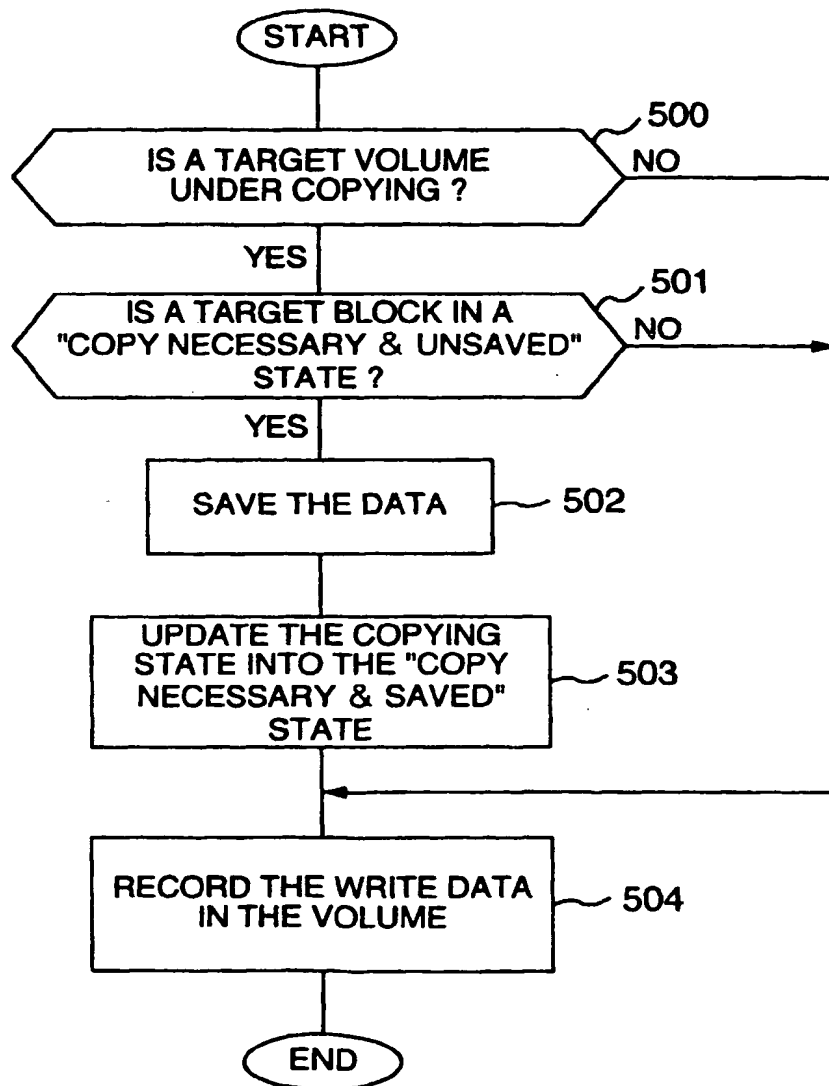 START
500
IS A TARGET VOLUME
UNDER COPYING ?
NO
YES
501
IS A TARGET BLOCK IN A
"COPY NECESSARY & UNSAVED"
STATE ?
NO
YES
SAVE THE DATA
502
UPDATE THE COPYING
STATE INTO THE "COPY
NECESSARY & SAVED"
STATE
503
RECORD THE WRITE DATA
IN THE VOLUME
504
END